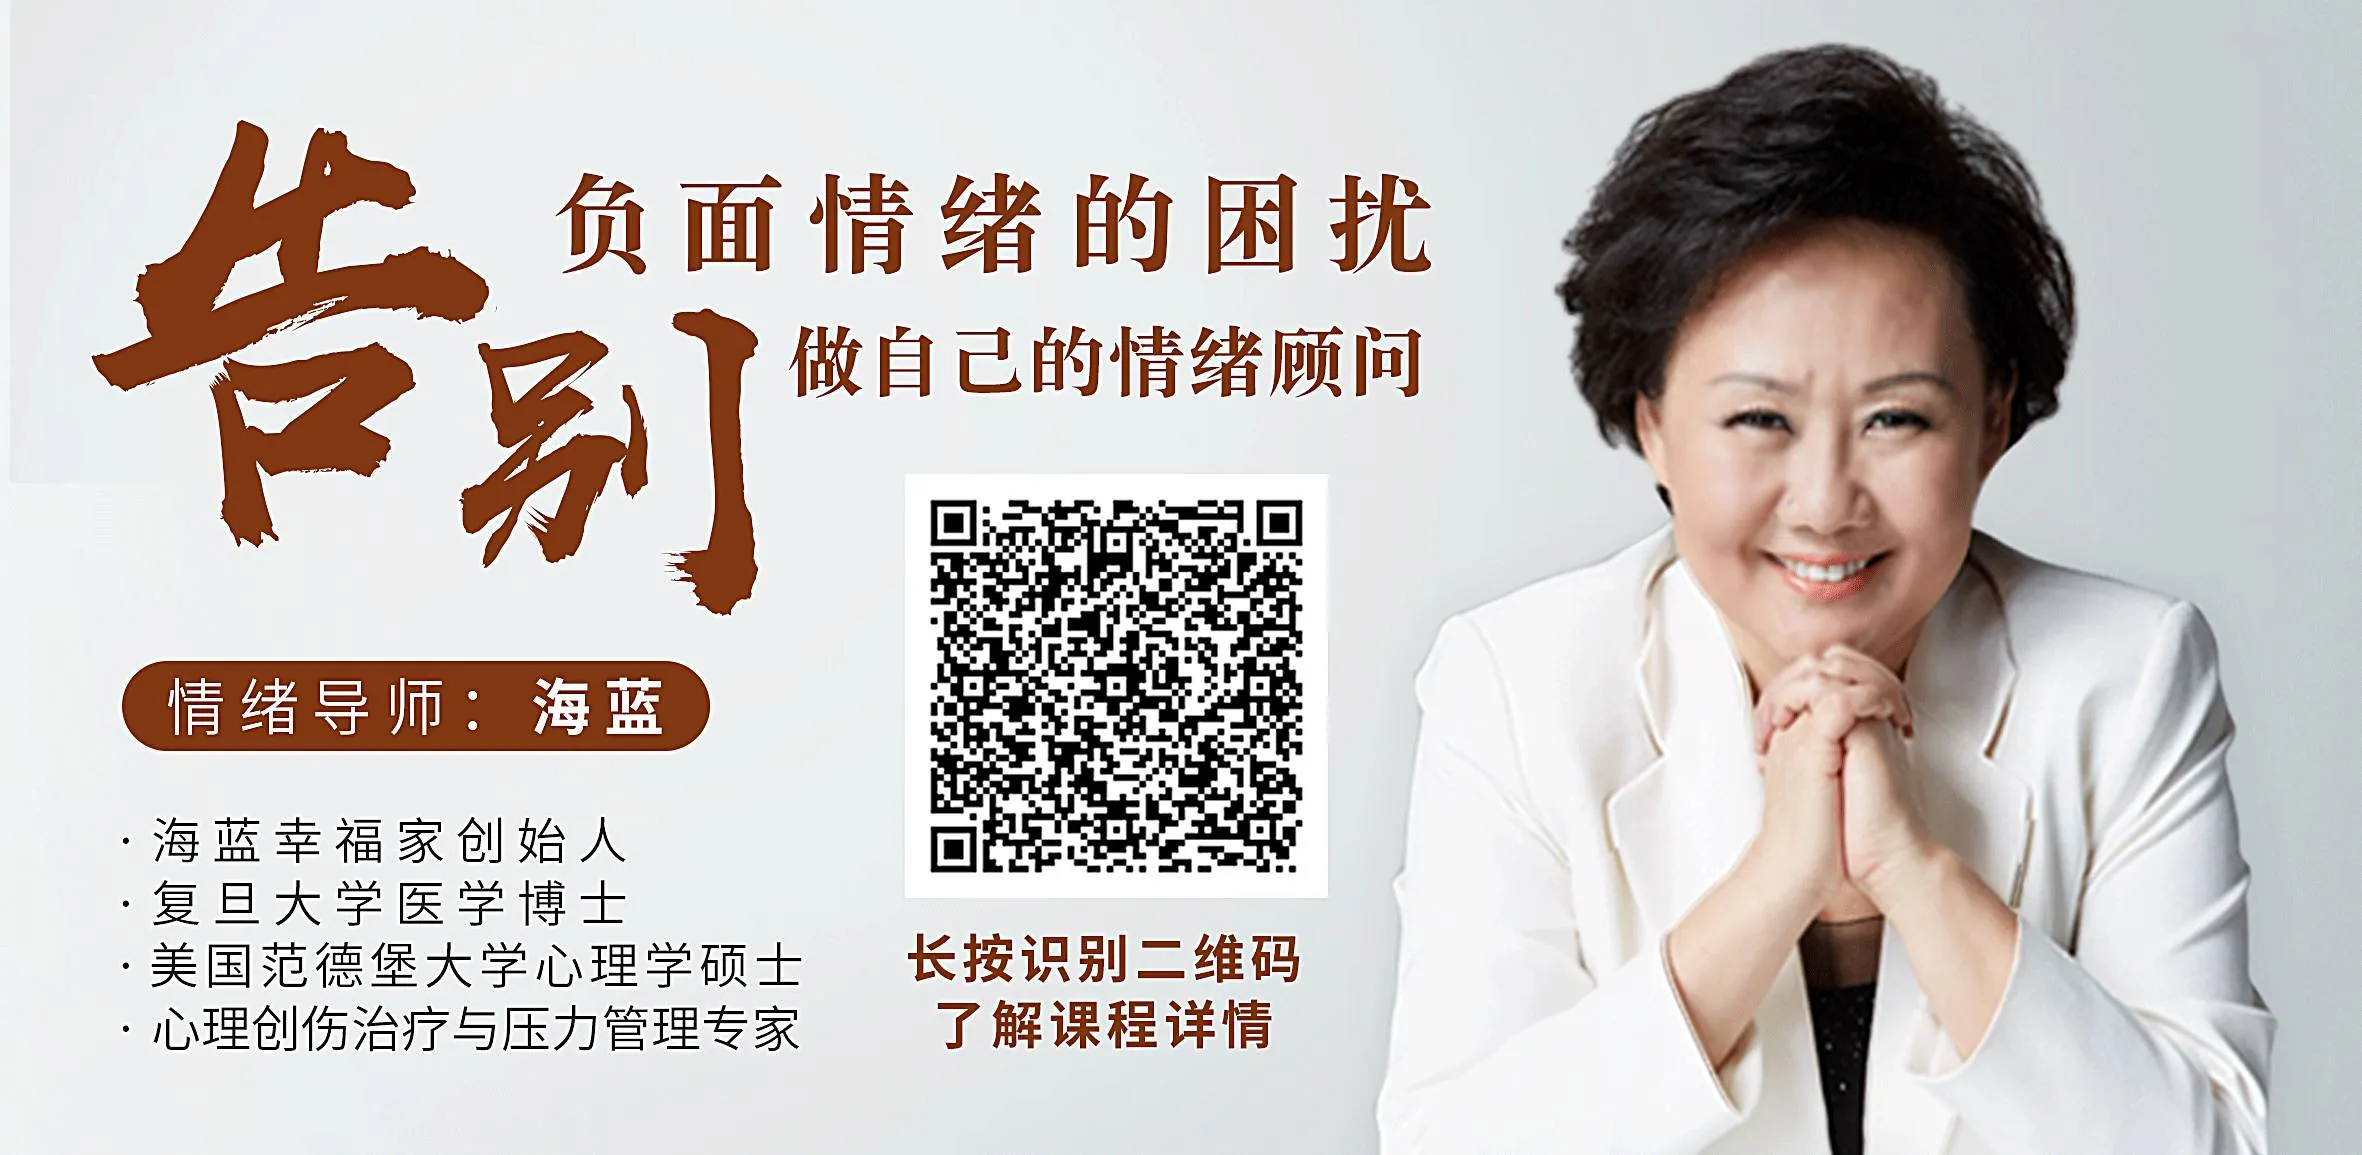 告别
负面情绪的困扰
做自己的情绪顾问
情绪导师：海蓝
· 海蓝幸福家创始人
· 复旦大学医学博士
· 美国范德堡大学心理学硕士
· 心理创伤治疗与压力管理专家
长按识别二维码
了解课程详情